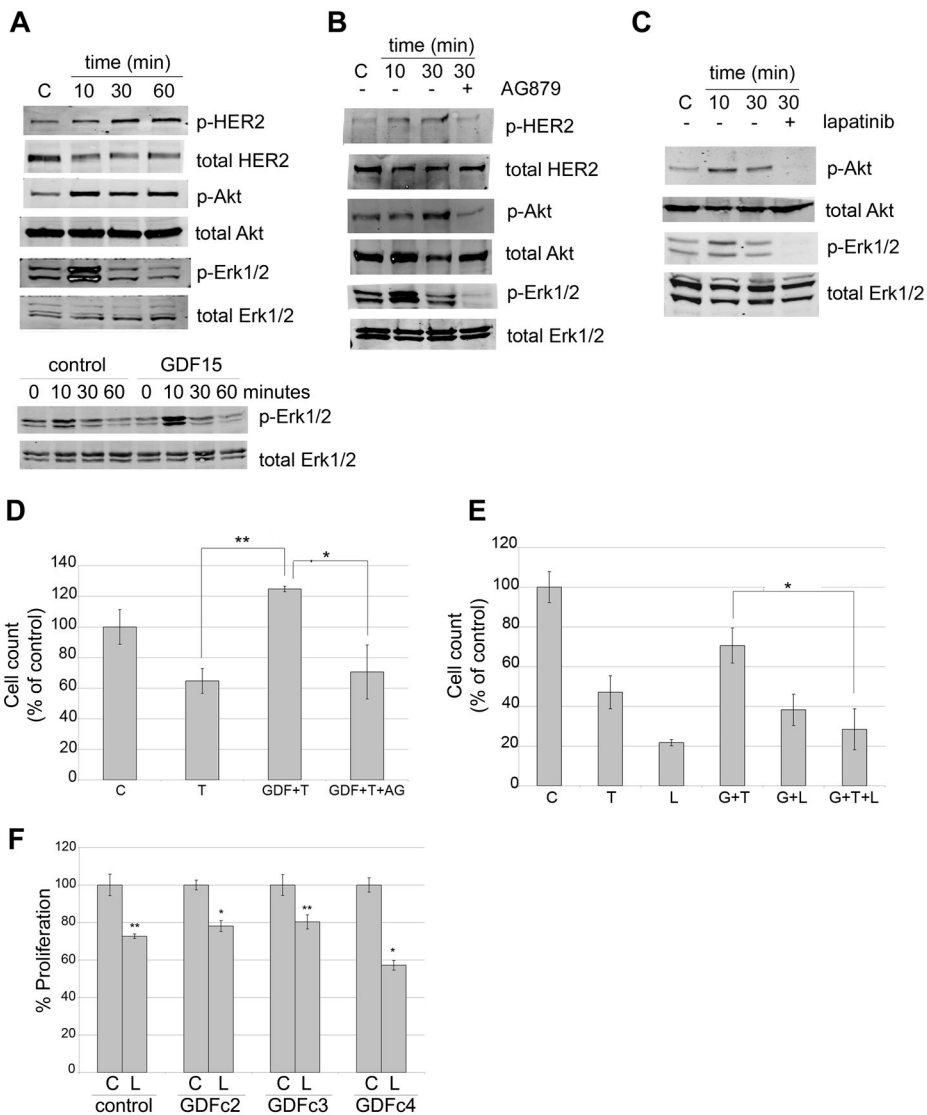 A
time (min)
C 10 30 60
p-HER2
total HER2
p-Akt
total Akt
p-Erk1/2
total Erk1/2
control GDF15
0 10 30 60 0 10 30 60 minutes
p-Erk1/2
total Erk1/2
B
time (min)
C 10 30 30
- - - + AG879
p-HER2
total HER2
p-Akt
total Akt
p-Erk1/2
total Erk1/2
C
time (min)
C 10 30 30
- - - + lapatinib
p-Akt
total Akt
p-Erk1/2
total Erk1/2
D
Cell count
(% of control)
140
120
100
80
60
40
20
0
** *
C T GDF+T GDF+T+AG
E
Cell count
(% of control)
120
100
80
60
40
20
0
*
C T L G+T G+L G+T+L
F
% Proliferation
120
100
80
60
40
20
0
** * ** *
C L C L C L C L
control GDFc2 GDFc3 GDFc4